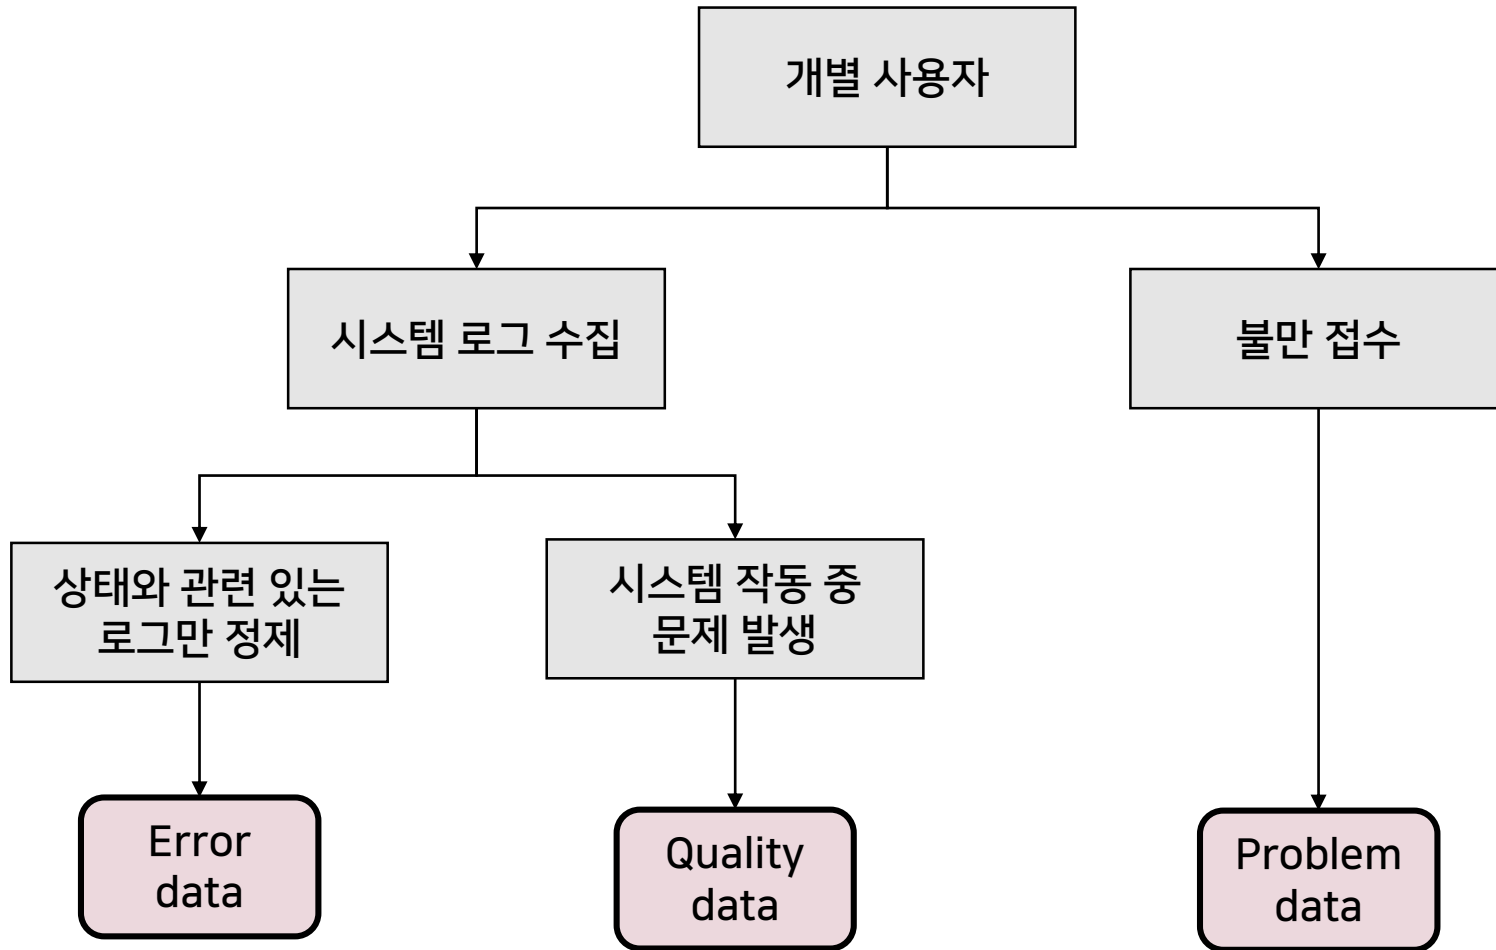 개별 사용자
시스템 로그 수집
불만 접수
상태와 관련 있는
로그만 정제
시스템 작동 중
문제 발생
Error
data
Quality
data
Problem
data